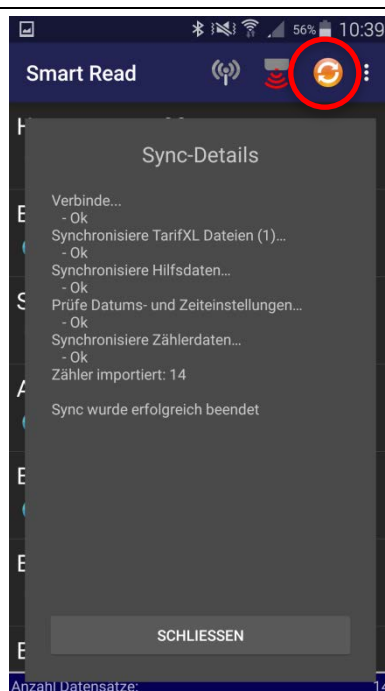 56% 10:39
Smart Read
H
Sync-Details
Verbinde...
- Ok
E
Synchronisiere TarifXL Dateien (1)...
- Ok
Synchronisiere Hilfsdaten...
- Ok
S
Prüfe Datums- und Zeiteinstellungen...
- Ok
Synchronisiere Zählerdaten...
- Ok
Zähler importiert: 14
A
Sync wurde erfolgreich beendet
E
E
SCHLIESSEN
E
Anzahl Datensätze: 14